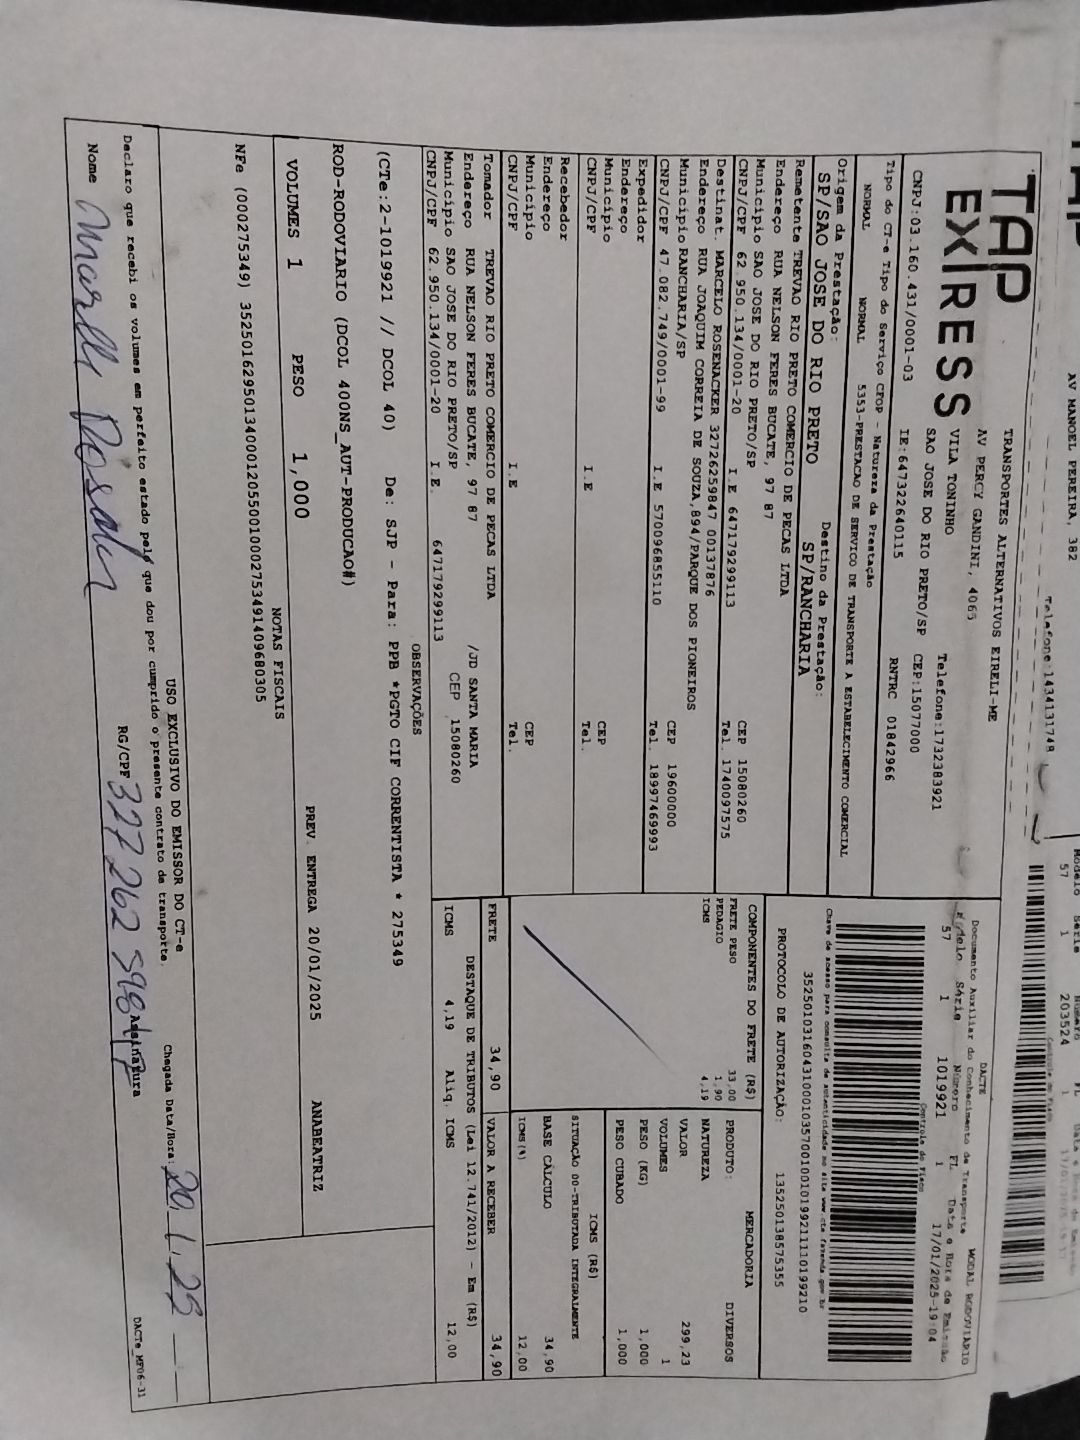 AV MANOEL PEREIRA, 382
Telefone:1434131748
Modelo Série Número FL
57 1 203524 1
TAP
EX|RESS
TRANSPORTES ALTERNATIVOS EIRELI-ME
AV PERCY GANDINI, 4065
VILA TONINHO Telefone:1732383921
SAO JOSE DO RIO PRETO/SP CEP:15077000
CNPJ:03.160.431/0001-03 IE:647322640115 RNTRC 01842966
DACTE
Documento Auxiliar do Conhecimento de Transporte MODAL RODOVIÁRIO
Modelo Série Número FL Data e Hora de Emissão
57 1 1019921 1 17/01/2025-19:04
Controle do Fisco
Chave de acesso para consulta de autenticidade no site www.cte.fazenda.gov.br
35250103160431000103570010010199211110199210
PROTOCOLO DE AUTORIZAÇÃO: 135250138575355
Tipo do CT-e Tipo do Serviço CFOP - Natureza da Prestação
NORMAL NORMAL 5353-PRESTACAO DE SERVICO DE TRANSPORTE A ESTABELECIMENTO COMERCIAL
Origem da Prestação: Destino da Prestação:
SP/SAO JOSE DO RIO PRETO SP/RANCHARIA
Remetente TREVAO RIO PRETO COMERCIO DE PECAS LTDA
Endereço RUA NELSON FERES BUCATE, 97 87
Município SAO JOSE DO RIO PRETO/SP CEP 15080260
CNPJ/CPF 62.950.134/0001-20 I.E 647179299113 Tel. 1740097575
Destinat. MARCELO ROSENACKER 32726259847 00137876
Endereço RUA JOAQUIM CORREIA DE SOUZA,894/PARQUE DOS PIONEIROS
Município RANCHARIA/SP CEP 19600000
CNPJ/CPF 47.082.749/0001-99 I.E 570096855110 Tel. 18997469993
Expedidor
Endereço
Município CEP
CNPJ/CPF I.E Tel.
Recebedor
Endereço
Município CEP
CNPJ/CPF I.E Tel.
Tomador TREVAO RIO PRETO COMERCIO DE PECAS LTDA
Endereço RUA NELSON FERES BUCATE, 97 87 /JD SANTA MARIA
Município SAO JOSE DO RIO PRETO/SP CEP 15080260
CNPJ/CPF 62.950.134/0001-20 I.E. 647179299113
COMPONENTES DO FRETE (R$)
FRETE PESO 33,00
PEDAGIO 1,90
ICMS 4,19
PRODUTO: MERCADORIA
NATUREZA DIVERSOS
VALOR 299,23
VOLUMES 1
PESO (KG) 1,000
PESO CUBADO 1,000
ICMS (R$)
SITUAÇÃO 00-TRIBUTADA INTEGRALMENTE
BASE CÁLCULO 34,90
ICMS(%) 12,00
FRETE 34,90 VALOR A RECEBER 34,90
DESTAQUE DE TRIBUTOS (Lei 12.741/2012) - Em (R$)
ICMS 4,19 Aliq. ICMS 12,00
OBSERVAÇÕES
(CTe:2-1019921 // DCOL 40) De: SJP - Para: PPB *PGTO CIF CORRENTISTA * 275349
ROD-RODOVIARIO (DCOL 400NS_AUT-PRODUCAO#)
VOLUMES 1 PESO 1,000 PREV. ENTREGA 20/01/2025 ANABEATRIZ
NOTAS FISCAIS
NFe (000275349) 35250162950134000120550010002753491409680305
USO EXCLUSIVO DO EMISSOR DO CT-e
Declaro que recebi os volumes em perfeito estado pelo que dou por cumprido o presente contrato de transporte. Chegada Data/Hora: 20/1/25
Nome RG/CPF 327 262 598 47 Assinatura
DACTe_MF06-31